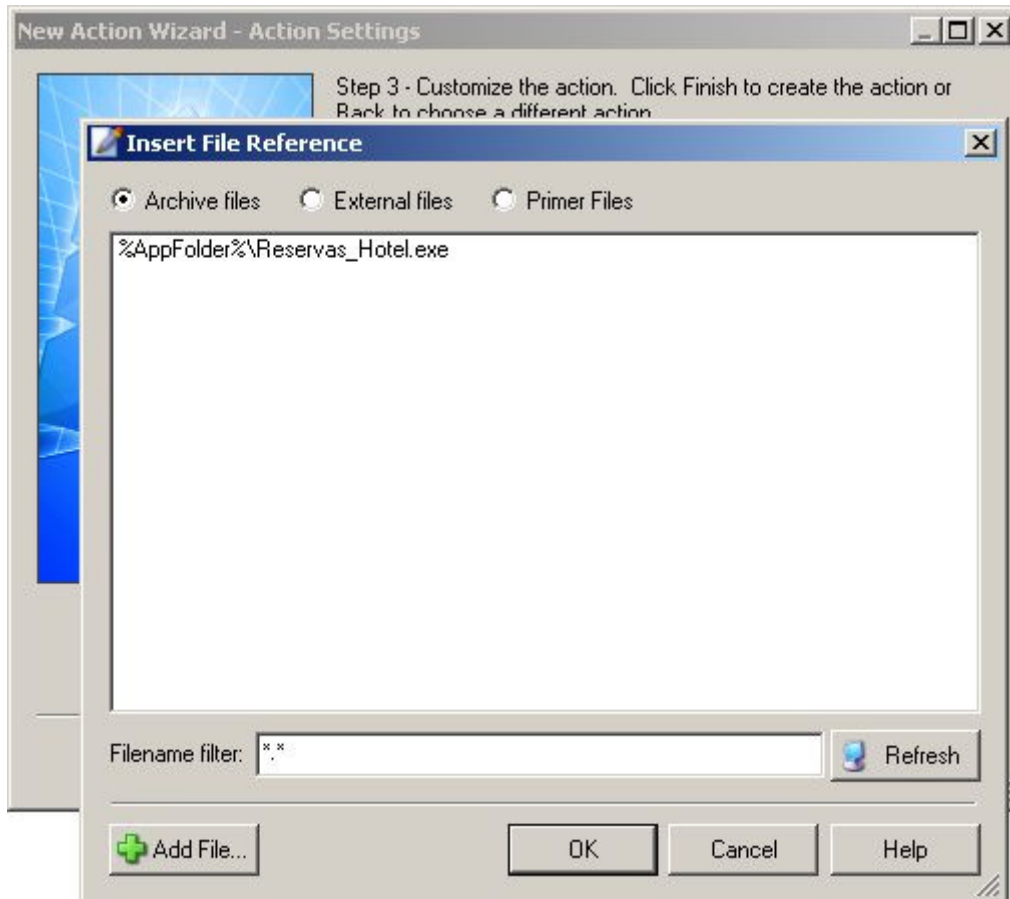 New Action Wizard - Action Settings
Step 3 - Customize the action. Click Finish to create the action or
Back to choose a different action.
Insert File Reference
Archive files External files Primer Files
%AppFolder%\Reservas_Hotel.exe
Filename filter: *.* Refresh
Add File... OK Cancel Help